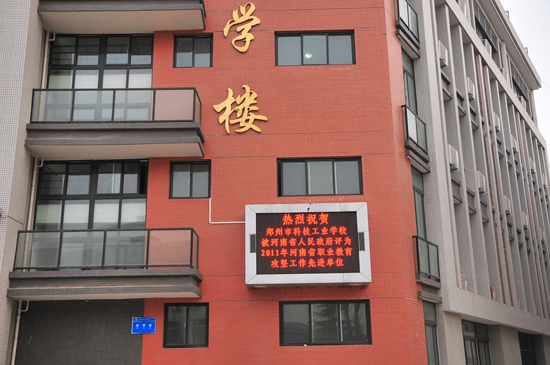 学
楼
热烈祝贺
郑州市科技工业学校
被河南省人民政府评为
2011年河南省职业教育
攻坚工作先进单位